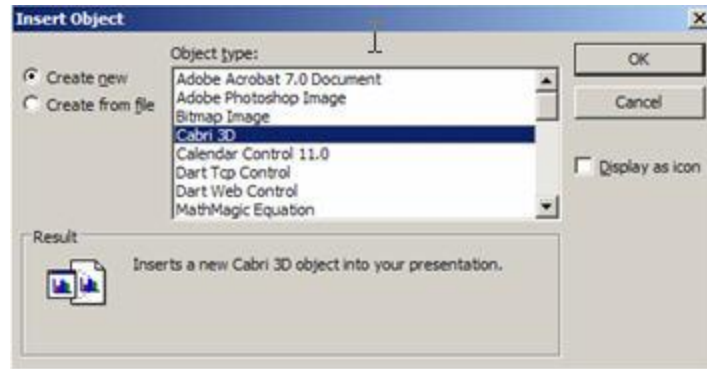 Insert Object
Object type:
Create new
Create from file
Adobe Acrobat 7.0 Document
Adobe Photoshop Image
Bitmap Image
Cabri 3D
Calendar Control 11.0
Dart Tcp Control
Dart Web Control
MathMagic Equation
OK
Cancel
Display as icon
Result
Inserts a new Cabri 3D object into your presentation.